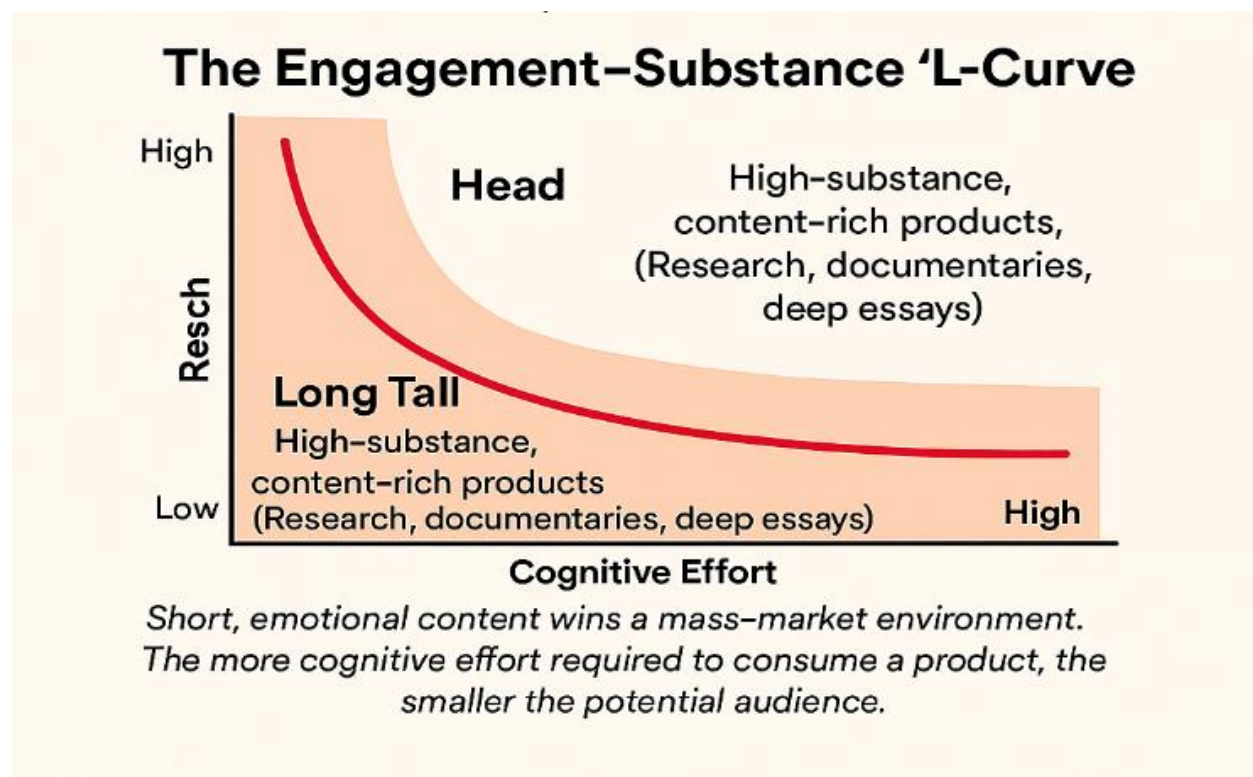 The Engagement–Substance ‘L-Curve
High
Head
High-substance,
content-rich products,
(Research, documentaries,
deep essays)
Resch
Long Tall
High-substance,
content-rich products
(Research, documentaries, deep essays)
Low
High
Cognitive Effort
Short, emotional content wins a mass-market environment.
The more cognitive effort required to consume a product, the
smaller the potential audience.